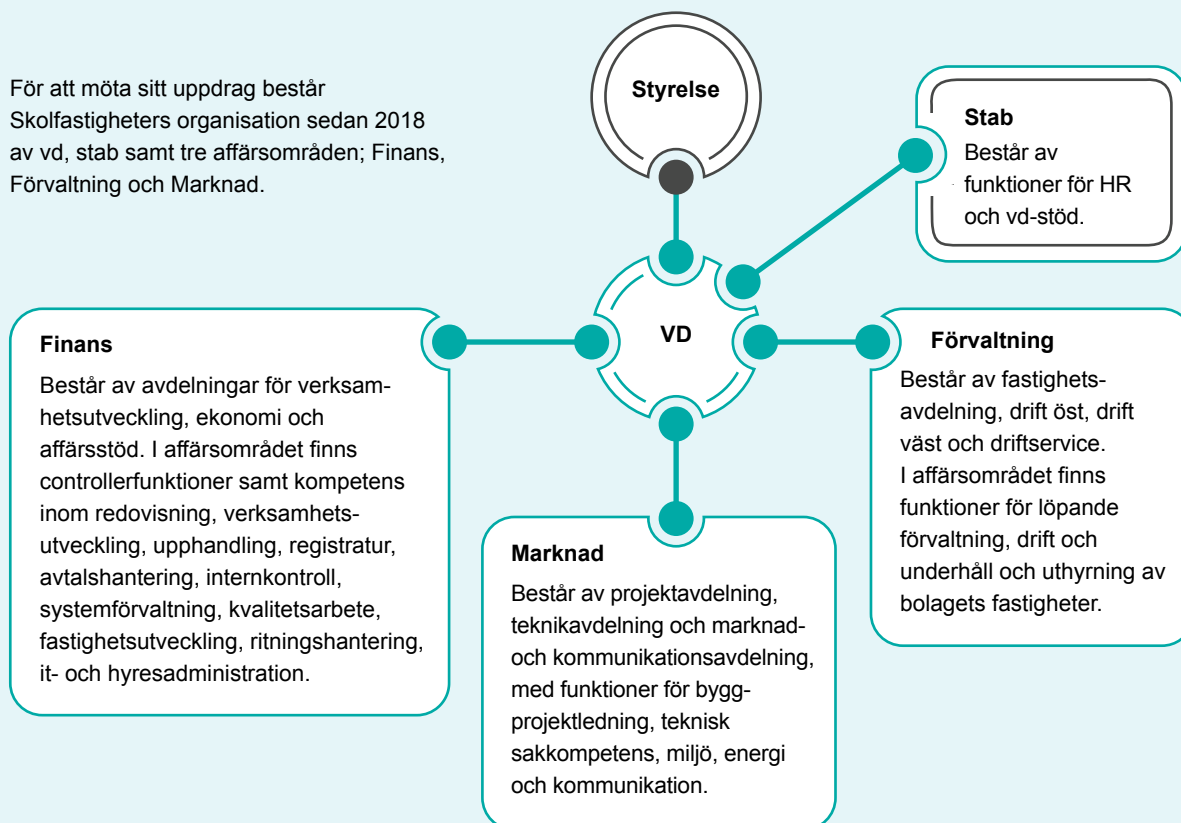 För att möta sitt uppdrag består
Skolfastigheters organisation sedan 2018
av vd, stab samt tre affärsområden; Finans,
Förvaltning och Marknad.
Styrelse
Stab
Består av
funktioner för HR
och vd-stöd.
VD
Finans
Består av avdelningar för verksam-
hetsutveckling, ekonomi och
affärsstöd. I affärsområdet finns
controllerfunktioner samt kompetens
inom redovisning, verksamhets-
utveckling, upphandling, registratur,
avtalshantering, internkontroll,
systemförvaltning, kvalitetsarbete,
fastighetsutveckling, ritningshantering,
it- och hyresadministration.
Marknad
Består av projektavdelning,
teknikavdelning och marknad-
och kommunikationsavdelning,
med funktioner för bygg-
projektledning, teknisk
sakkompetens, miljö, energi
och kommunikation.
Förvaltning
Består av fastighets-
avdelning, drift öst, drift
väst och driftservice.
I affärsområdet finns
funktioner för löpande
förvaltning, drift och
underhåll och uthyrning av
bolagets fastigheter.